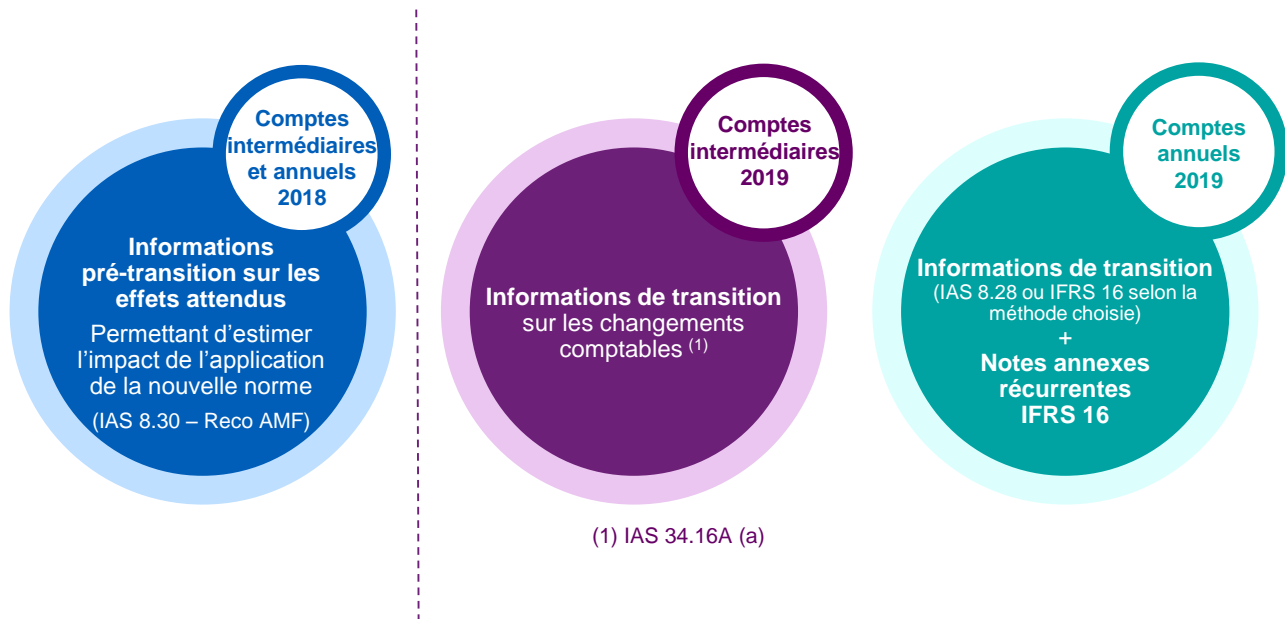 Comptes
intermédiaires
et annuels
2018
Informations
pré-transition sur les
effets attendus
Permettant d’estimer
l’impact de l’application
de la nouvelle norme
(IAS 8.30 – Reco AMF)
Comptes
intermédiaires
2019
Informations de transition
sur les changements
comptables (1)
(1) IAS 34.16A (a)
Comptes
annuels
2019
Informations de transition
(IAS 8.28 ou IFRS 16 selon la
méthode choisie)
+
Notes annexes
récurrentes
IFRS 16